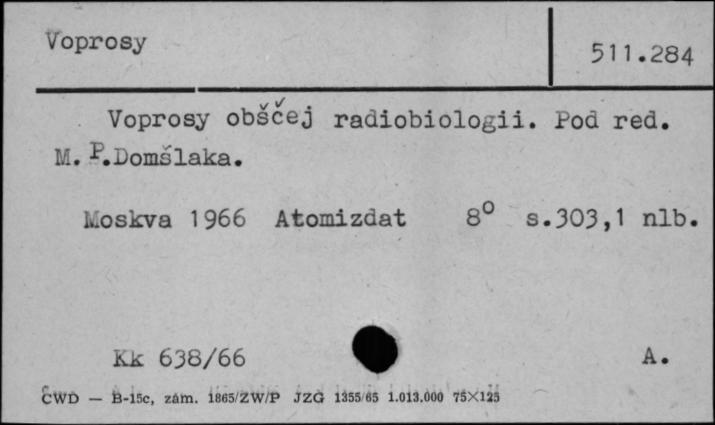 Voprosy
511.284
Voprosy obščej radiobiologii. Pod red.
M. P.Domšlaka.
Moskva 1966 Atomizdat 8⁰ s.303,1 nlb.
Kk 638/66 A.
CWD — B-15c, zám. 1865/ZW/P JZG 1355/65 1.013.000 75×125